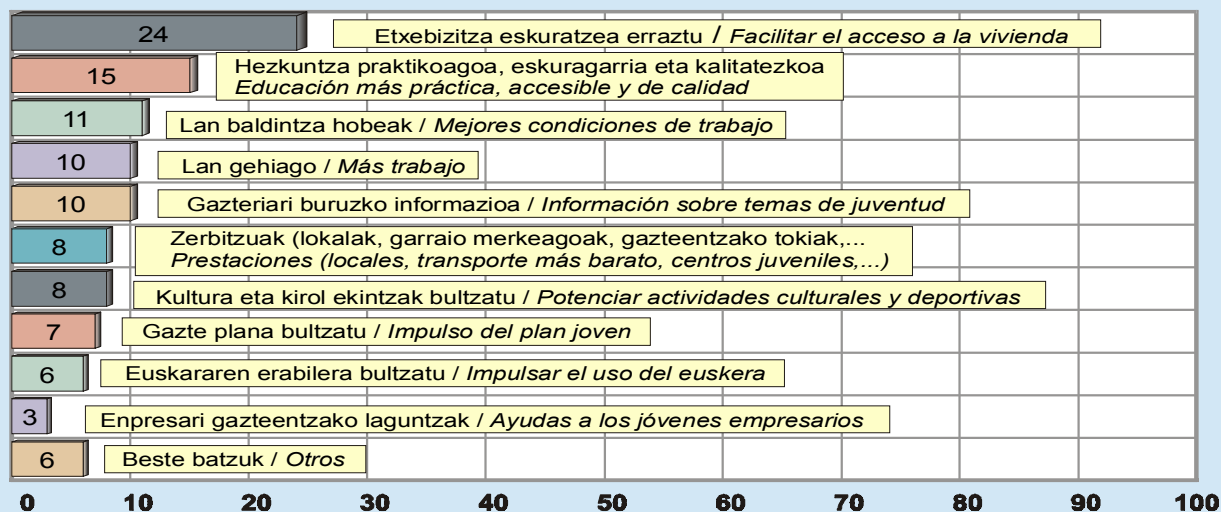 24
Etxebizitza eskuratzea erraztu / Facilitar el acceso a la vivienda
15
Hezkuntza praktikoagoa, eskuragarria eta kalitatezkoa
Educación más práctica, accesible y de calidad
11
Lan baldintza hobeak / Mejores condiciones de trabajo
10
Lan gehiago / Más trabajo
10
Gazteriari buruzko informazioa / Información sobre temas de juventud
8
Zerbitzuak (lokalak, garraio merkeagoak, gazteentzako tokiak,...
Prestaciones (locales, transporte más barato, centros juveniles,...)
8
Kultura eta kirol ekintzak bultzatu / Potenciar actividades culturales y deportivas
7
Gazte plana bultzatu / Impulso del plan joven
6
Euskararen erabilera bultzatu / Impulsar el uso del euskera
3
Enpresari gazteentzako laguntzak / Ayudas a los jóvenes empresarios
6
Beste batzuk / Otros
0 10 20 30 40 50 60 70 80 90 100